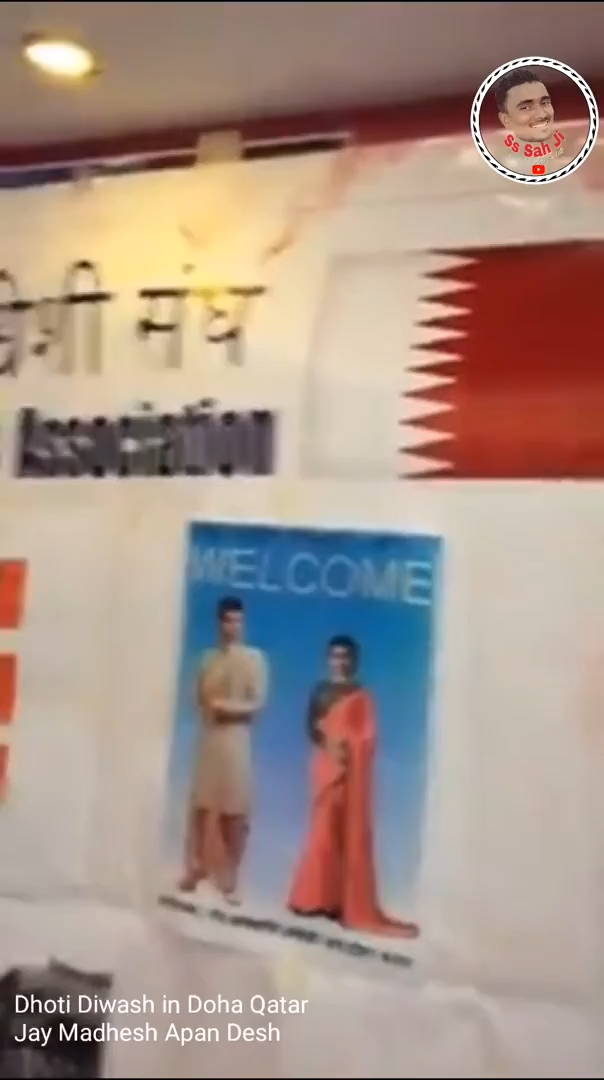 Ss Sah Ji
संघ
Association
WELCOME
Dhoti Diwash in Doha Qatar
Jay Madhesh Apan Desh